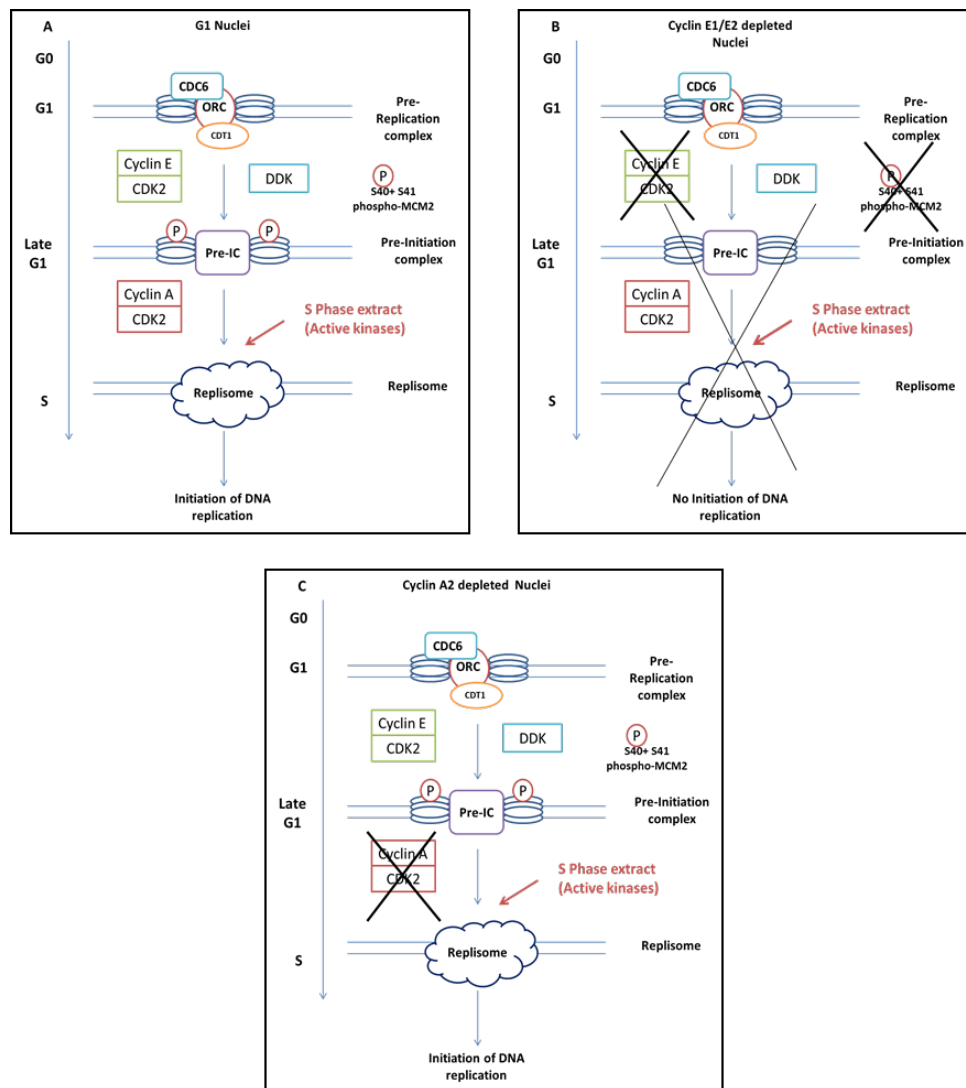 A
G1 Nuclei
G0
CDC6
G1
ORC
CDT1
Pre-
Replication
complex
Cyclin E
CDK2
DDK
P
S40+ S41
phospho-MCM2
P
P
Late
G1
Pre-IC
Pre-Initiation
complex
Cyclin A
CDK2
S Phase extract
(Active kinases)
Replisome
Replisome
S
Initiation of DNA
replication
B
Cyclin E1/E2 depleted
Nuclei
G0
CDC6
G1
ORC
CDT1
Pre-
Replication
complex
Cyclin E
CDK2
DDK
P
S40+ S41
phospho-MCM2
Late
G1
Pre-IC
Pre-Initiation
complex
Cyclin A
CDK2
S Phase extract
(Active kinases)
Replisome
Replisome
S
No Initiation of DNA
replication
C
Cyclin A2 depleted Nuclei
G0
CDC6
G1
ORC
CDT1
Pre-
Replication
complex
Cyclin E
CDK2
DDK
P
S40+ S41
phospho-MCM2
P
P
Late
G1
Pre-IC
Pre-Initiation
complex
Cyclin A
CDK2
S Phase extract
(Active kinases)
Replisome
Replisome
S
Initiation of DNA
replication